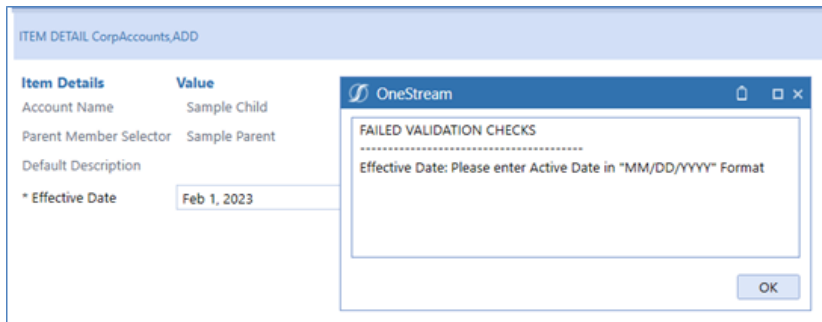 ITEM DETAIL CorpAccounts,ADD
Item Details Value
Account Name Sample Child
Parent Member Selector Sample Parent
Default Description
* Effective Date Feb 1, 2023
OneStream
FAILED VALIDATION CHECKS
------------------------------------------
Effective Date: Please enter Active Date in "MM/DD/YYYY" Format
OK